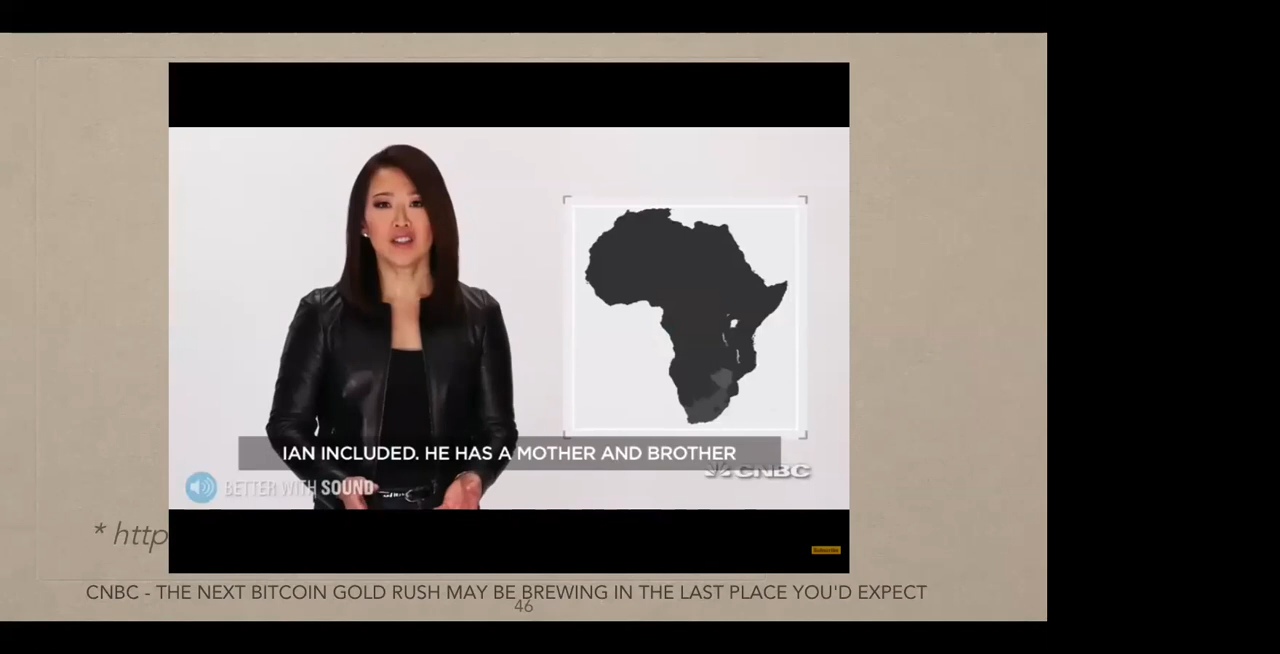 IAN INCLUDED. HE HAS A MOTHER AND BROTHER
CNBC
BETTER WITH SOUND
* http
Subscribe
CNBC - THE NEXT BITCOIN GOLD RUSH MAY BE BREWING IN THE LAST PLACE YOU'D EXPECT
46